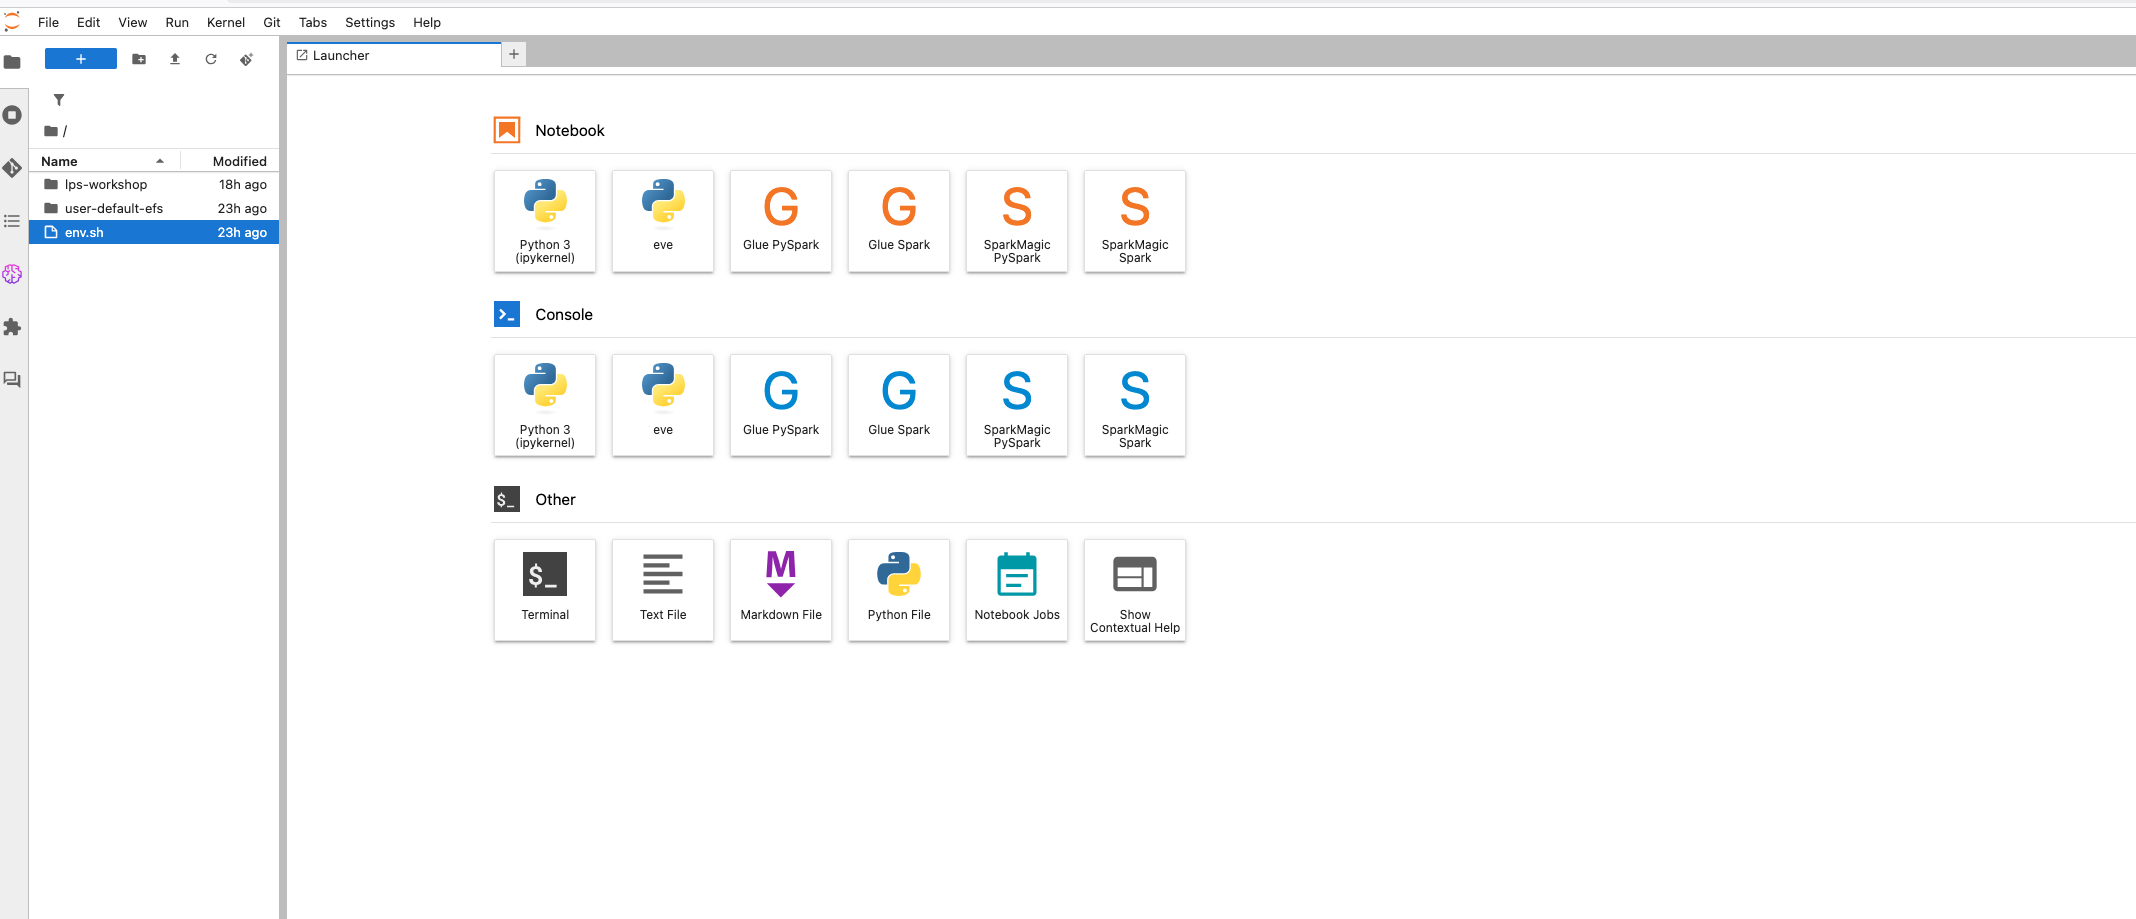 File Edit View Run Kernel Git Tabs Settings Help
+
Launcher
+
/
Name Modified
lps-workshop 18h ago
user-default-efs 23h ago
env.sh 23h ago
Notebook
Python 3
(ipykernel)
eve
G
Glue PySpark
G
Glue Spark
S
SparkMagic
PySpark
S
SparkMagic
Spark
>_
Console
Python 3
(ipykernel)
eve
G
Glue PySpark
G
Glue Spark
S
SparkMagic
PySpark
S
SparkMagic
Spark
$_
Other
$_
Terminal
Text File
M
Markdown File
Python File
Notebook Jobs
Show
Contextual Help